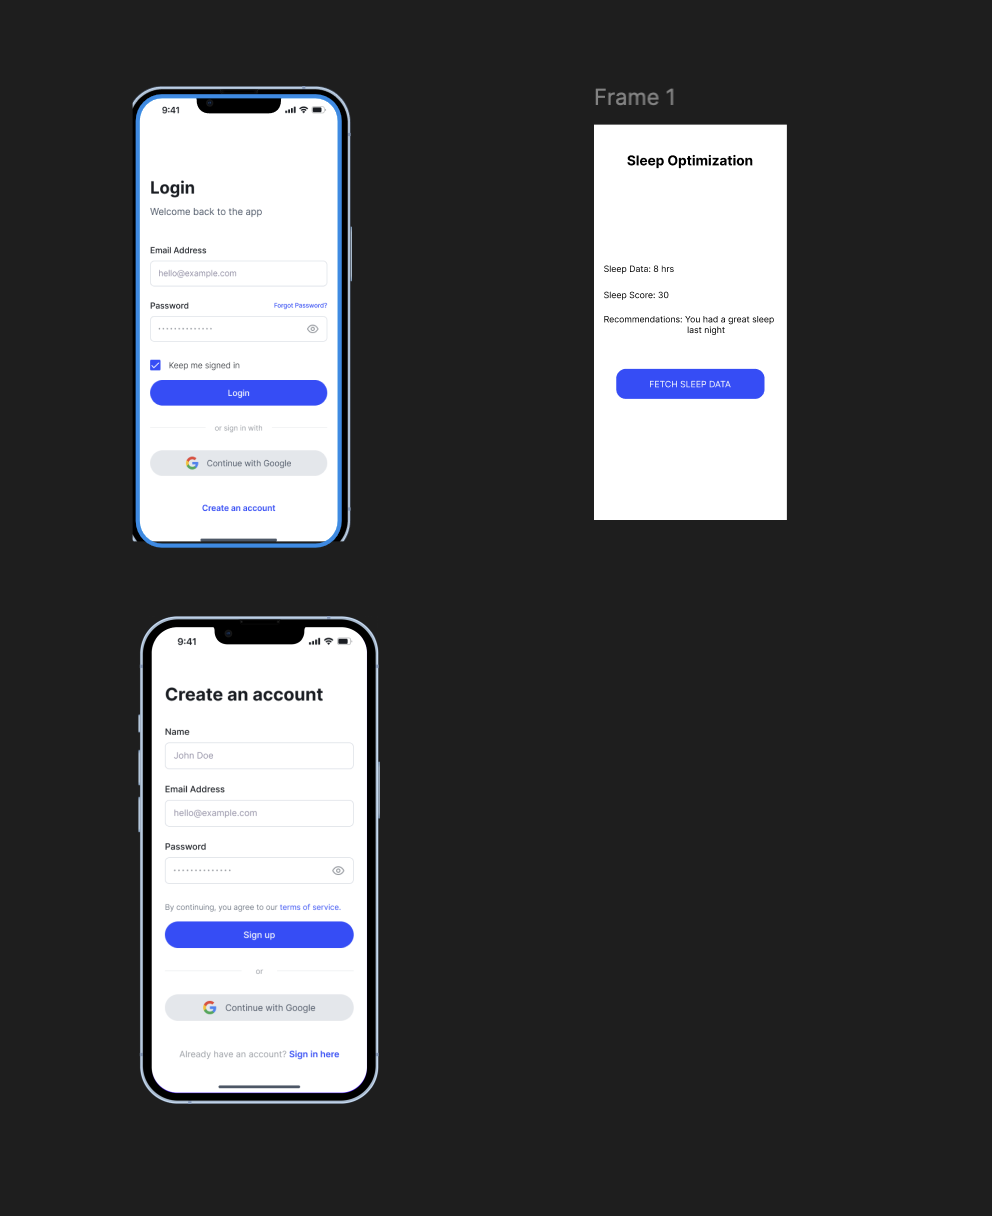 9:41
Login
Welcome back to the app
Email Address
hello@example.com
Password
Forgot Password?
Keep me signed in
Login
or sign in with
Continue with Google
Create an account
Frame 1
Sleep Optimization
Sleep Data: 8 hrs
Sleep Score: 30
Recommendations: You had a great sleep
last night
FETCH SLEEP DATA
9:41
Create an account
Name
John Doe
Email Address
hello@example.com
Password
By continuing, you agree to our terms of service.
Sign up
or
Continue with Google
Already have an account? Sign in here